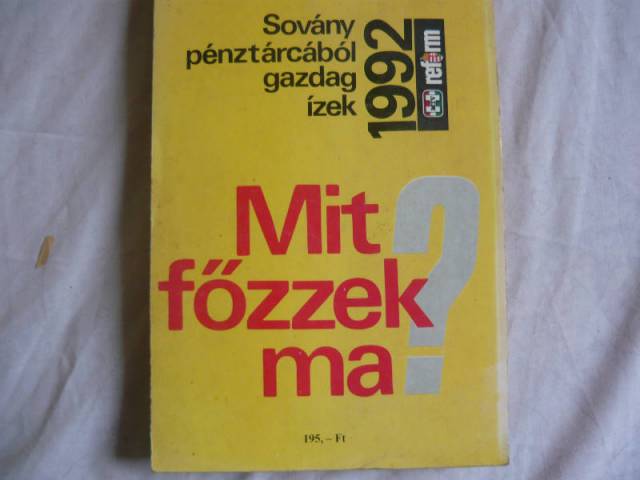 Sovány
pénztárcából
gazdag
ízek
1992
reform
Mit
főzzek
ma?
195,– Ft